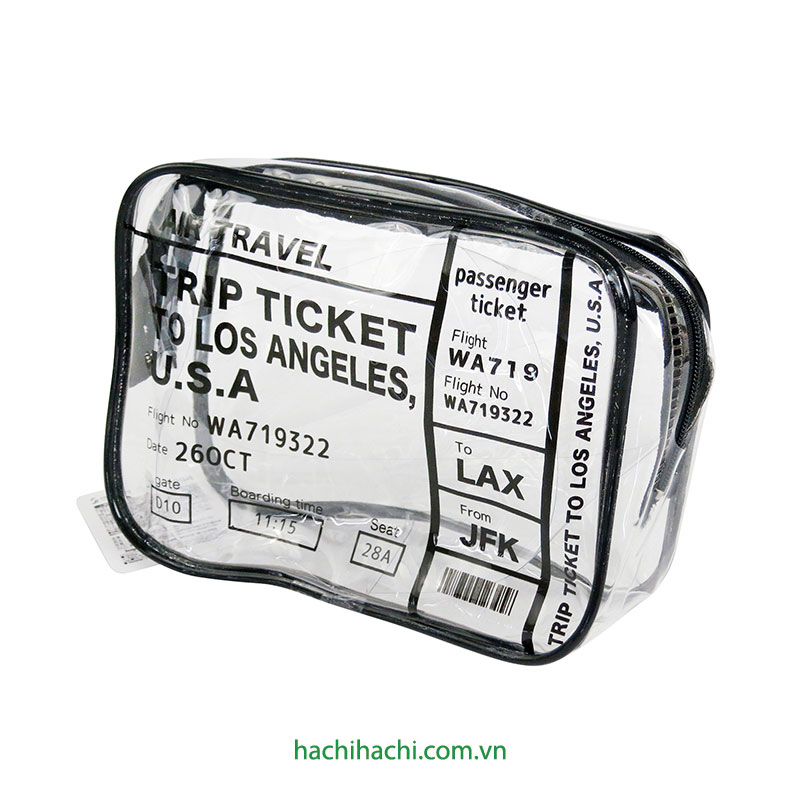 AIR TRAVEL
TRIP TICKET
TO LOS ANGELES,
U.S.A
Flight No WA719322
Date 26OCT
gate
D10
Boarding time
11:15
Seat
28A
passenger
ticket
Flight
WA719
Flight No
WA719322
To
LAX
From
JFK
TRIP TICKET TO LOS ANGELES, U.S.A
hachihachi.com.vn